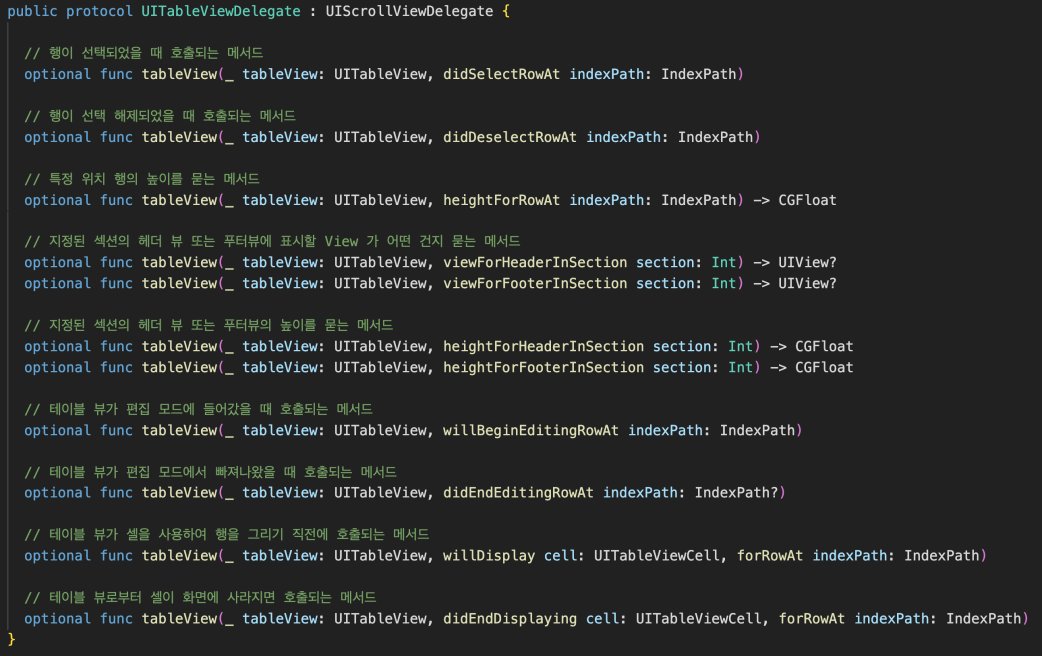 public protocol UITableViewDelegate : UIScrollViewDelegate {
// 행이 선택되었을 때 호출되는 메서드
optional func tableView(_ tableView: UITableView, didSelectRowAt indexPath: IndexPath)
// 행이 선택 해제되었을 때 호출되는 메서드
optional func tableView(_ tableView: UITableView, didDeselectRowAt indexPath: IndexPath)
// 특정 위치 행의 높이를 묻는 메서드
optional func tableView(_ tableView: UITableView, heightForRowAt indexPath: IndexPath) -> CGFloat
// 지정된 섹션의 헤더 뷰 또는 푸터뷰에 표시할 View 가 어떤 건지 묻는 메서드
optional func tableView(_ tableView: UITableView, viewForHeaderInSection section: Int) -> UIView?
optional func tableView(_ tableView: UITableView, viewForFooterInSection section: Int) -> UIView?
// 지정된 섹션의 헤더 뷰 또는 푸터뷰의 높이를 묻는 메서드
optional func tableView(_ tableView: UITableView, heightForHeaderInSection section: Int) -> CGFloat
optional func tableView(_ tableView: UITableView, heightForFooterInSection section: Int) -> CGFloat
// 테이블 뷰가 편집 모드에 들어갔을 때 호출되는 메서드
optional func tableView(_ tableView: UITableView, willBeginEditingRowAt indexPath: IndexPath)
// 테이블 뷰가 편집 모드에서 빠져나왔을 때 호출되는 메서드
optional func tableView(_ tableView: UITableView, didEndEditingRowAt indexPath: IndexPath?)
// 테이블 뷰가 셀을 사용하여 행을 그리기 직전에 호출되는 메서드
optional func tableView(_ tableView: UITableView, willDisplay cell: UITableViewCell, forRowAt indexPath: IndexPath)
// 테이블 뷰로부터 셀이 화면에 사라지면 호출되는 메서드
optional func tableView(_ tableView: UITableView, didEndDisplaying cell: UITableViewCell, forRowAt indexPath: IndexPath)
}